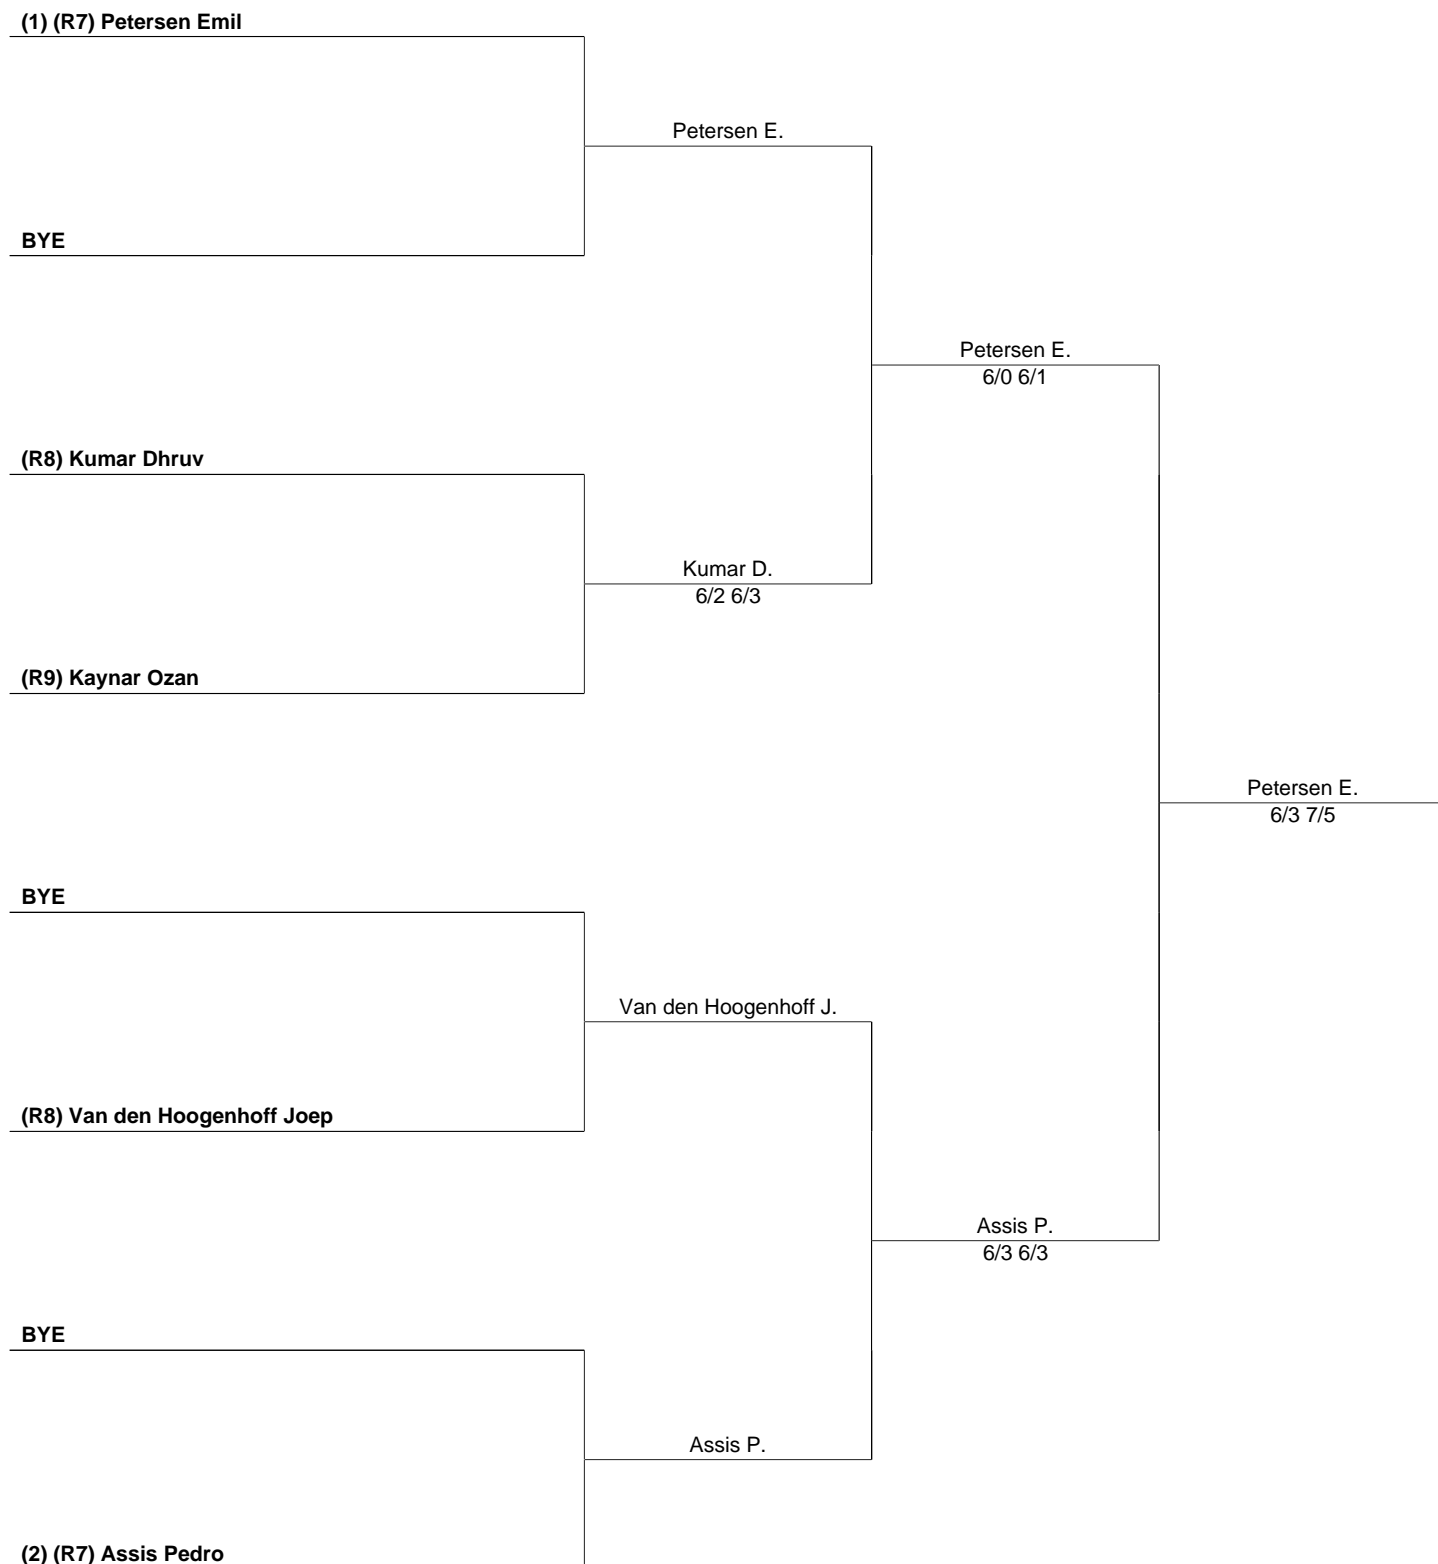 (1) (R7) Petersen Emil
Petersen E.
BYE
Petersen E.
6/0 6/1
(R8) Kumar Dhruv
Kumar D.
6/2 6/3
(R9) Kaynar Ozan
Petersen E.
6/3 7/5
BYE
Van den Hoogenhoff J.
(R8) Van den Hoogenhoff Joep
Assis P.
6/3 6/3
BYE
Assis P.
(2) (R7) Assis Pedro